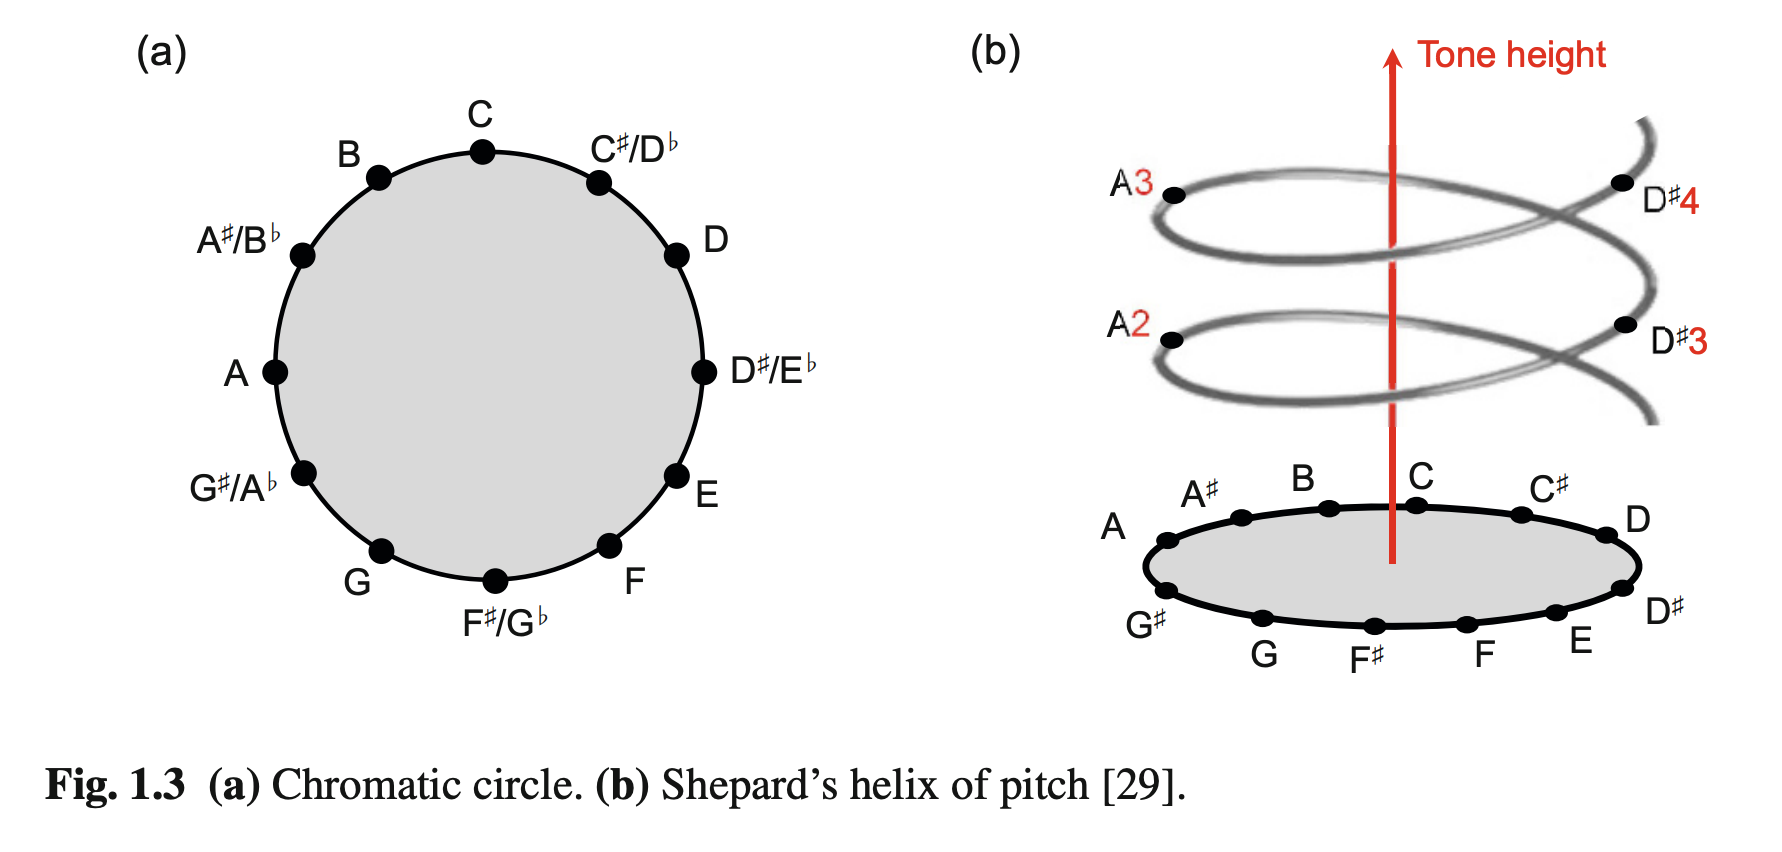 (a)
C
B
C♯/D♭
A♯/B♭
D
A
D♯/E♭
G♯/A♭
E
G
F
F♯/G♭
(b)
Tone height
A3
D♯4
A2
D♯3
A
A♯
B
C
C♯
D
G♯
G
F♯
F
E
D♯
Fig. 1.3 (a) Chromatic circle. (b) Shepard's helix of pitch [29].